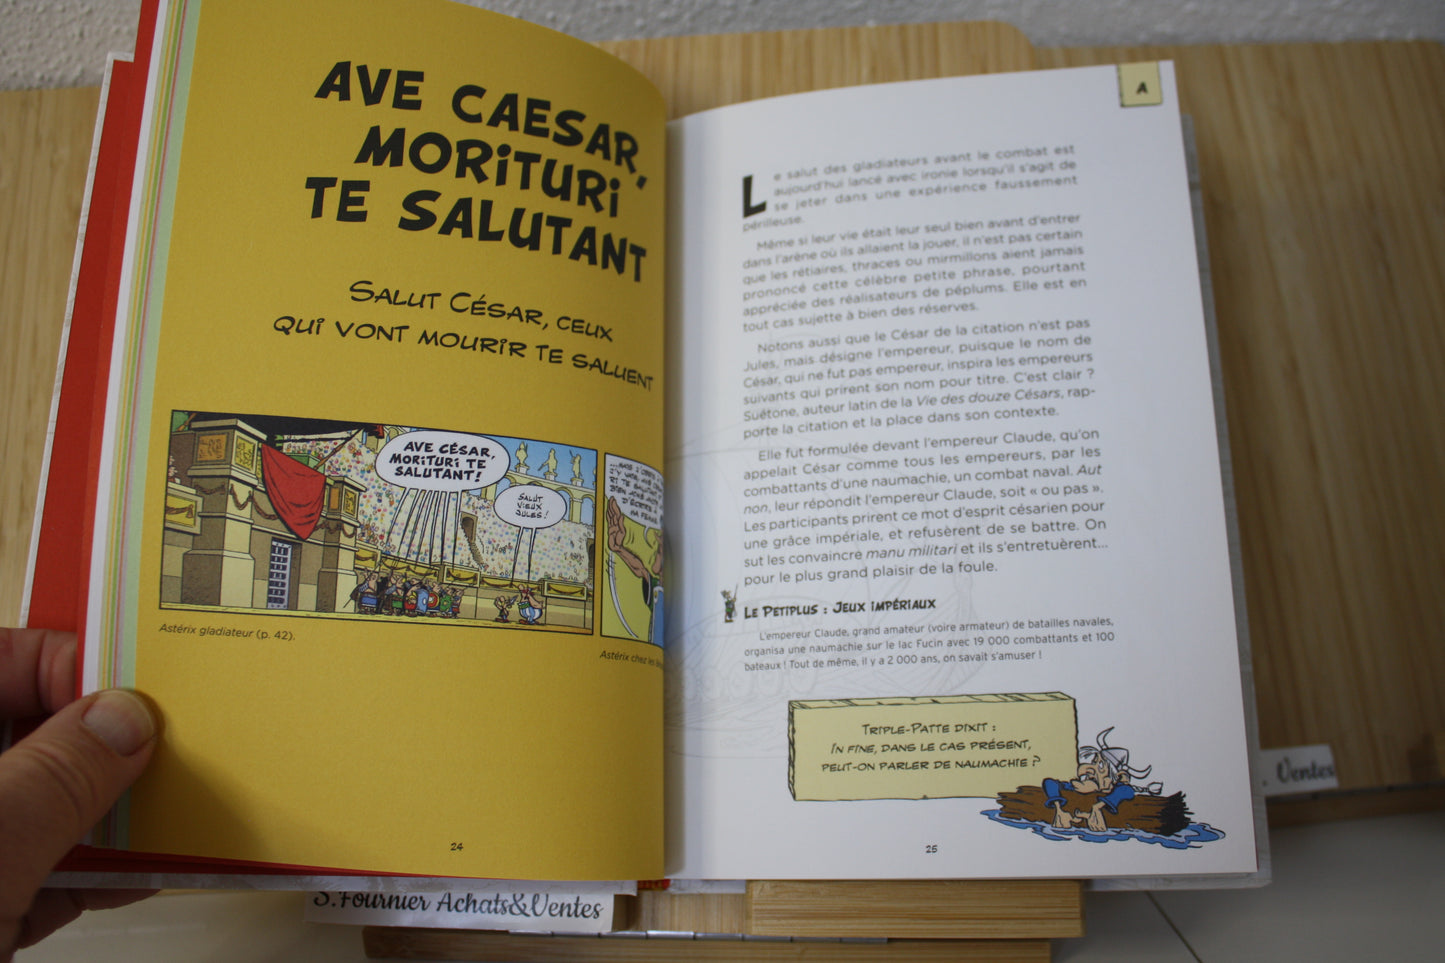 AVE CAESAR,
MORITURI
TE SALUTANT
SALUT CÉSAR, CEUX
QUI VONT MOURIR TE SALUENT
AVE CÉSAR,
MORITURI TE
SALUTANT!
SALUT
VIEUX
JULES!
RI TE SALUTANT
BIEN
D'ÉCRIRE À
SA FEMME
Astérix gladiateur (p. 42).
Astérix chez les
24
A
Le salut des gladiateurs avant le combat est
aujourd'hui lancé avec ironie lorsqu'il s'agit de
se jeter dans une expérience faussement
périlleuse.
Même si leur vie était leur seul bien avant d'entrer
dans l'arène où ils allaient la jouer, il n'est pas certain
que les rétiaires, thraces ou mirmillons aient jamais
prononcé cette célèbre petite phrase, pourtant
appréciée des réalisateurs de péplums. Elle est en
tout cas sujette à bien des réserves.
Notons aussi que le César de la citation n'est pas
Jules, mais désigne l'empereur, puisque le nom de
César, qui ne fut pas empereur, inspira les empereurs
suivants qui prirent son nom pour titre. C'est clair ?
Suétone, auteur latin de la Vie des douze Césars, rap-
porte la citation et la place dans son contexte.
Elle fut formulée devant l'empereur Claude, qu'on
appelait César comme tous les empereurs, par les
combattants d'une naumachie, un combat naval. Aut
non, leur répondit l'empereur Claude, soit « ou pas ».
Les participants prirent ce mot d'esprit césarien pour
une grâce impériale, et refusèrent de se battre. On
sut les convaincre manu militari et ils s'entretuèrent...
pour le plus grand plaisir de la foule.
LE PETIPLUS : JEUX IMPÉRIAUX
L'empereur Claude, grand amateur (voire armateur) de batailles navales,
organisa une naumachie sur le lac Fucin avec 19 000 combattants et 100
bateaux ! Tout de même, il y a 2 000 ans, on savait s'amuser !
TRIPLE-PATTE DIXIT :
IN FINE, DANS LE CAS PRÉSENT,
PEUT-ON PARLER DE NAUMACHIE ?
25
. Ventes
S.Fournier Achats&Ventes